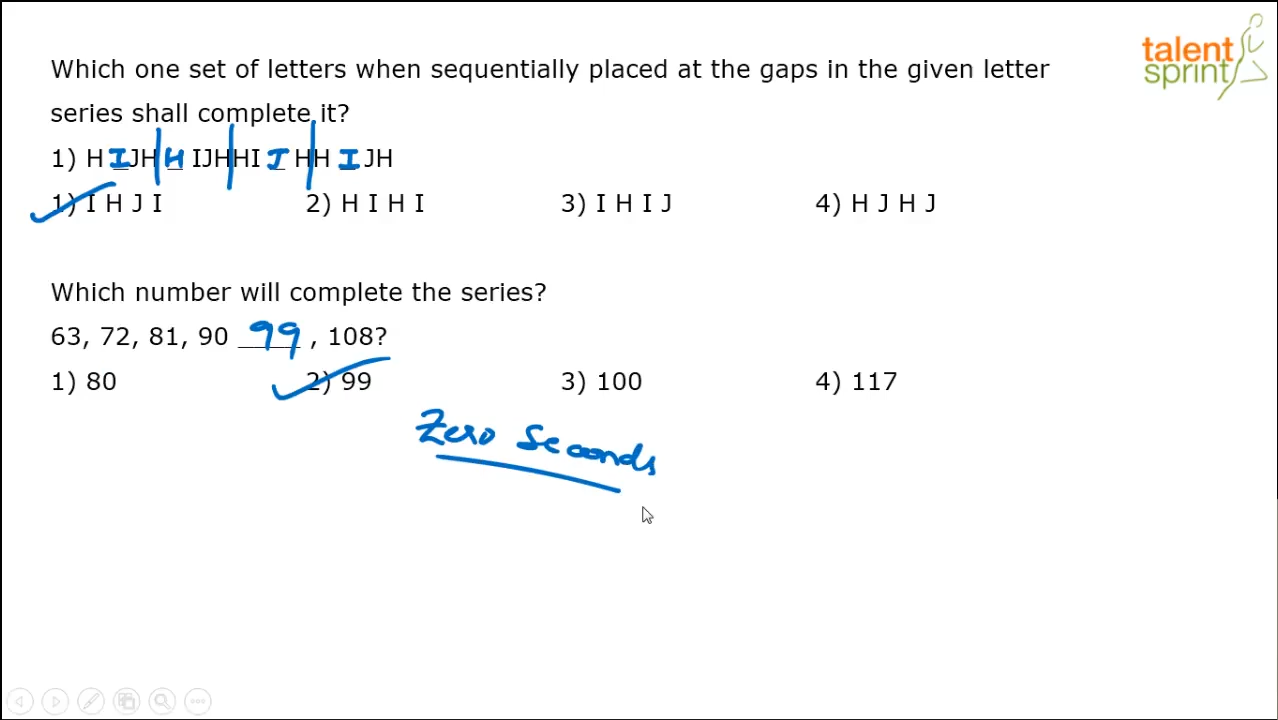 talent
sprint
Which one set of letters when sequentially placed at the gaps in the given letter
series shall complete it?
1) H I JH H IJHHI J HH I JH
1) I H J I 2) H I H I 3) I H I J 4) H J H J
Which number will complete the series?
63, 72, 81, 90 99 , 108?
1) 80 2) 99 3) 100 4) 117
Zero Seconds